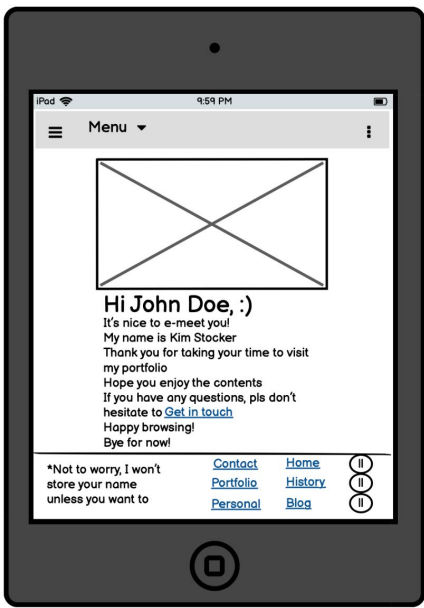 iPad 9:59 PM
Menu
Hi John Doe, :)
It's nice to e-meet you!
My name is Kim Stocker
Thank you for taking your time to visit
my portfolio
Hope you enjoy the contents
If you have any questions, pls don't
hesitate to Get in touch
Happy browsing!
Bye for now!
*Not to worry, I won't
store your name
unless you want to
Contact Home
Portfolio History
Personal Blog